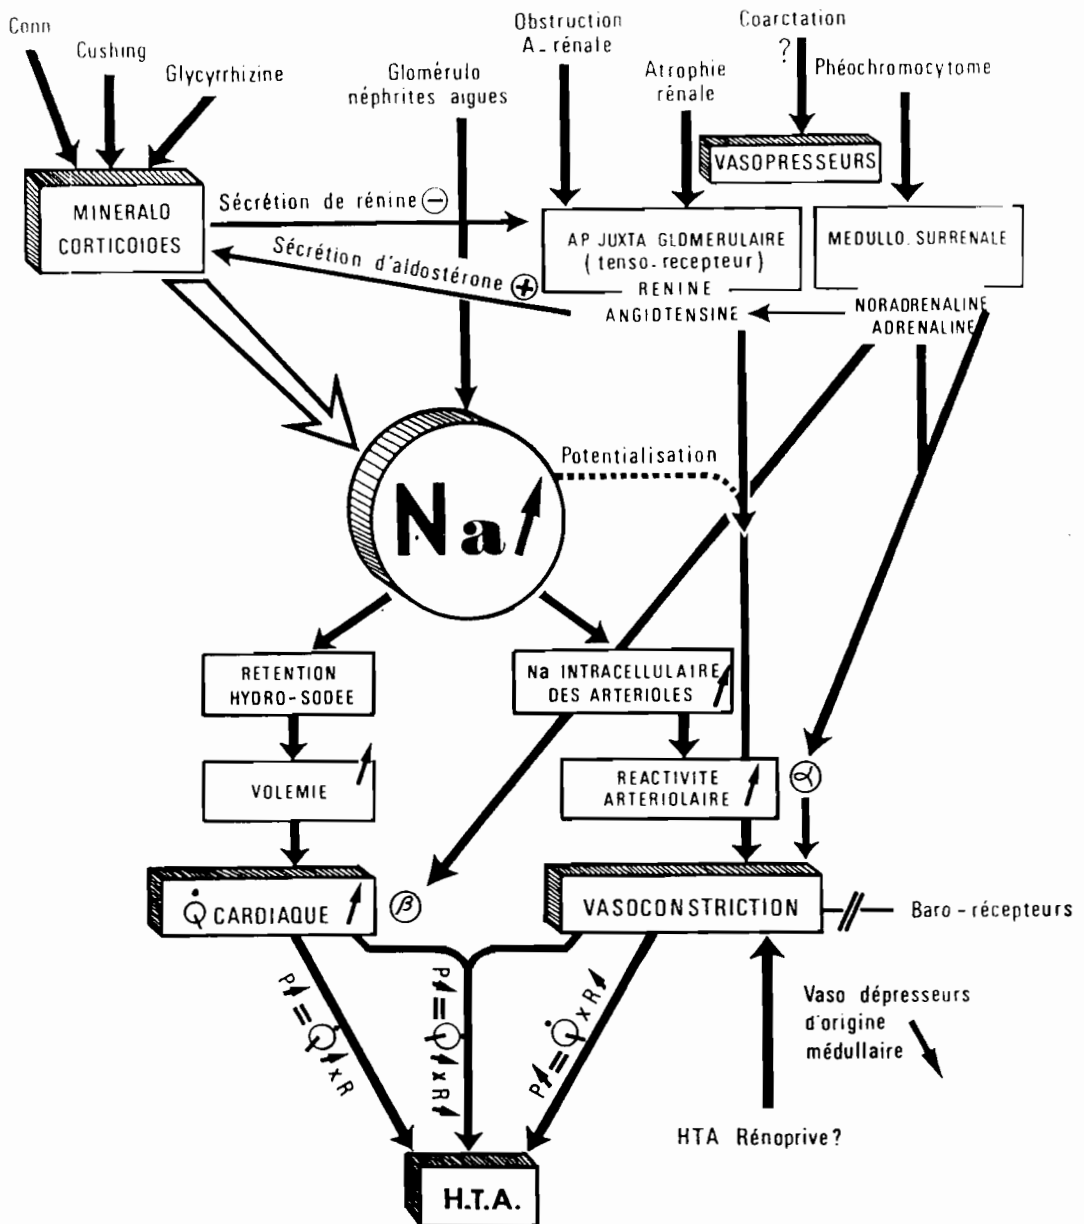 Conn
Cushing
Glycyrrhizine
Glomérulo
néphrites aigues
Obstruction
A_ rénale
Atrophie
rénale
Coarctation
?
Phéochromocytome
VASOPRESSEURS
MINERALO
CORTICOIDES
Sécrétion de rénine ⊖
Sécrétion d'aldostérone ⊕
AP JUXTA GLOMERULAIRE
( tenso-recepteur )
RENINE
ANGIOTENSINE
MEDULLO. SURRENALE
NORADRENALINE
ADRENALINE
Na
Potentialisation
RETENTION
HYDRO-SODEE
Na INTRACELLULAIRE
DES ARTERIOLES
VOLEMIE
REACTIVITE
ARTERIOLAIRE
α
Q̇ CARDIAQUE
β
VASOCONSTRICTION
Baro-récepteurs
P = Q̇ x R
P = Q̇ x R
P = Q̇ x R
Vaso dépresseurs
d'origine
médullaire
HTA Rénoprive?
H.T.A.